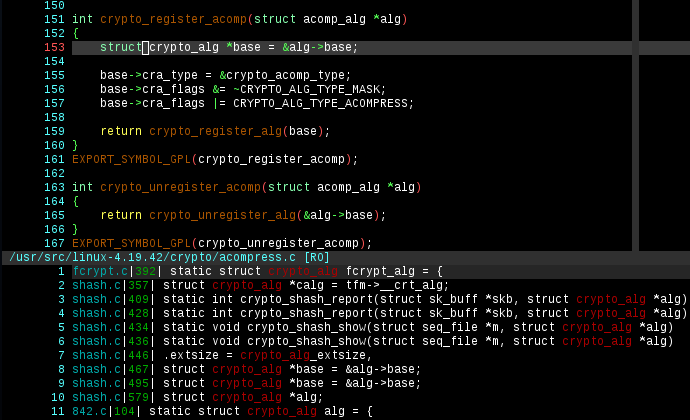 150
151 int crypto_register_acomp(struct acomp_alg *alg)
152 {
153     struct crypto_alg *base = &alg->base;
154
155     base->cra_type = &crypto_acomp_type;
156     base->cra_flags &= ~CRYPTO_ALG_TYPE_MASK;
157     base->cra_flags |= CRYPTO_ALG_TYPE_ACOMPRESS;
158
159     return crypto_register_alg(base);
160 }
161 EXPORT_SYMBOL_GPL(crypto_register_acomp);
162
163 int crypto_unregister_acomp(struct acomp_alg *alg)
164 {
165     return crypto_unregister_alg(&alg->base);
166 }
167 EXPORT_SYMBOL_GPL(crypto_unregister_acomp);
/usr/src/linux-4.19.42/crypto/acompress.c [RO]
1 fcrypt.c|392| static struct crypto_alg fcrypt_alg = {
2 shash.c|357| struct crypto_alg *calg = tfm->__crt_alg;
3 shash.c|409| static int crypto_shash_report(struct sk_buff *skb, struct crypto_alg *alg)
4 shash.c|428| static int crypto_shash_report(struct sk_buff *skb, struct crypto_alg *alg)
5 shash.c|434| static void crypto_shash_show(struct seq_file *m, struct crypto_alg *alg)
6 shash.c|436| static void crypto_shash_show(struct seq_file *m, struct crypto_alg *alg)
7 shash.c|446| .extsize = crypto_alg_extsize,
8 shash.c|467| struct crypto_alg *base = &alg->base;
9 shash.c|495| struct crypto_alg *base = &alg->base;
10 shash.c|579| struct crypto_alg *alg;
11 842.c|104| static struct crypto_alg alg = {